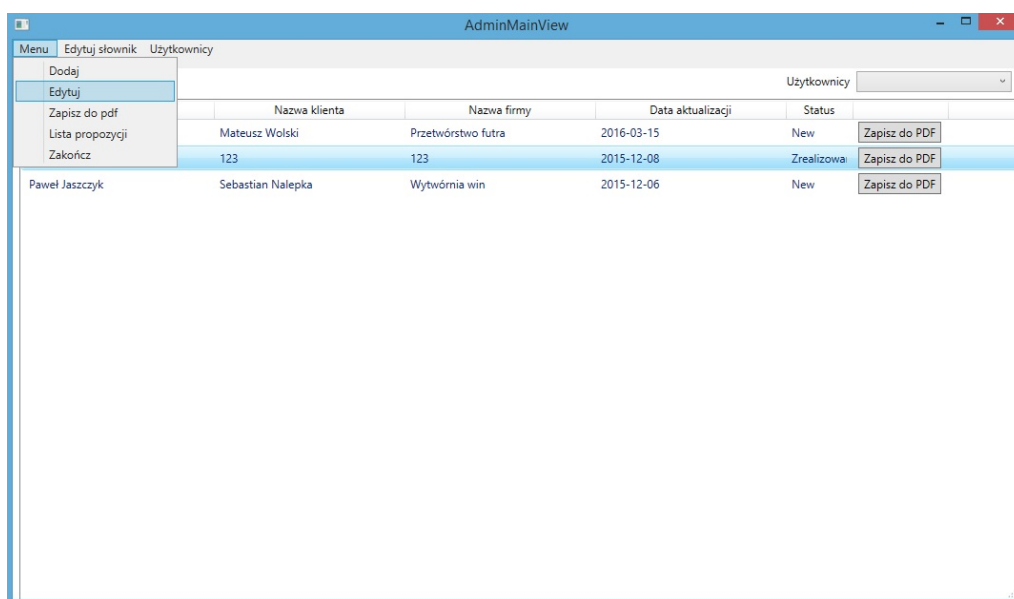 AdminMainView
Menu Edytuj słownik Użytkownicy
Dodaj
Edytuj
Zapisz do pdf
Lista propozycji
Zakończ
Użytkownicy
Nazwa klienta Nazwa firmy Data aktualizacji Status
Mateusz Wolski Przetwórstwo futra 2016-03-15 New Zapisz do PDF
123 123 2015-12-08 Zrealizowa Zapisz do PDF
Paweł Jaszczyk Sebastian Nalepka Wytwórnia win 2015-12-06 New Zapisz do PDF